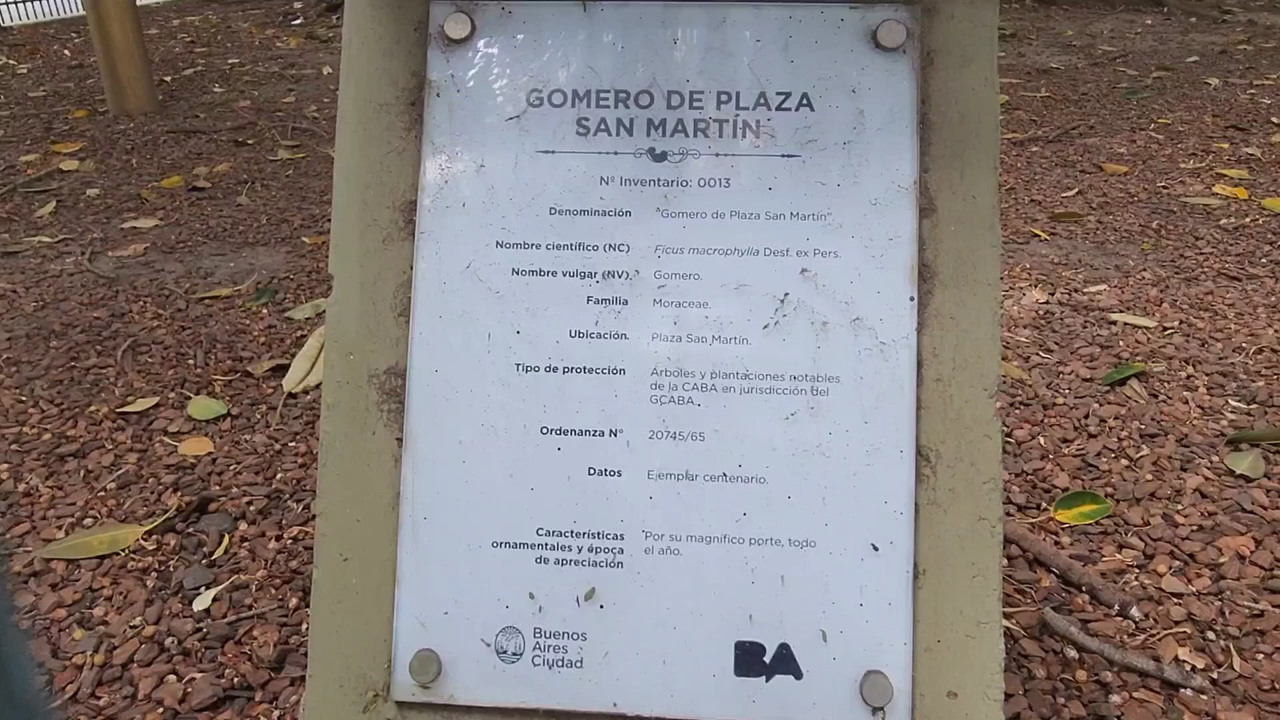 GOMERO DE PLAZA
SAN MARTÍN
Nº Inventario: 0013
Denominación "Gomero de Plaza San Martín".
Nombre científico (NC) Ficus macrophylla Desf. ex Pers.
Nombre vulgar (NV) Gomero.
Familia Moraceae.
Ubicación Plaza San Martín.
Tipo de protección Árboles y plantaciones notables
de la CABA en jurisdicción del
GCABA.
Ordenanza Nº 20745/65
Datos Ejemplar centenario.
Características
ornamentales y época
de apreciación
Por su magnífico porte, todo
el año.
Buenos
Aires
Ciudad
BA